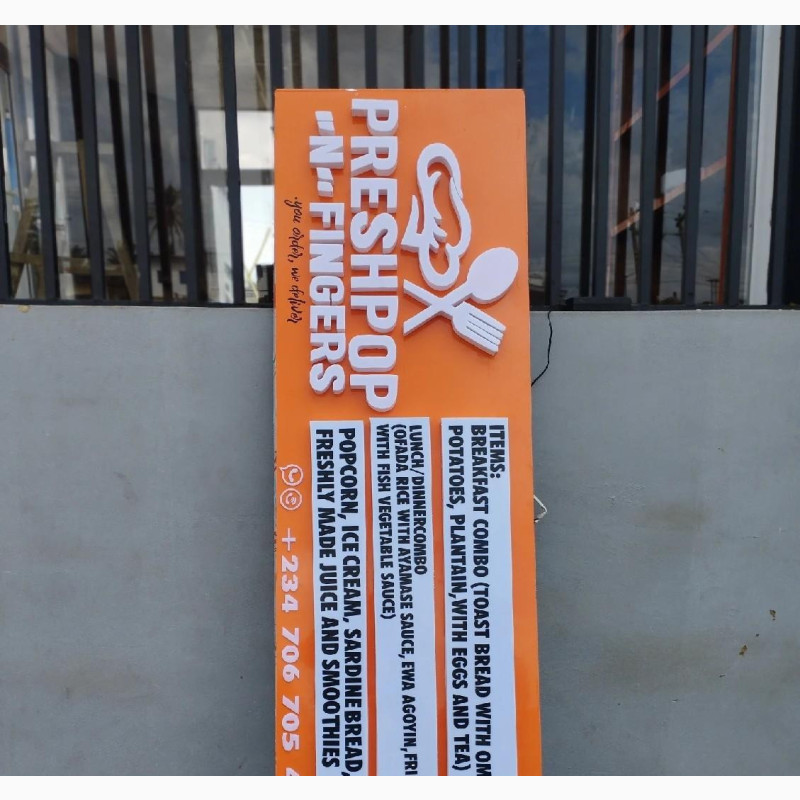 PRESHPOP
"N" FINGERS
.you order, we deliver
ITEMS:
BREAKFAST COMBO (TOAST BREAD WITH
POTATOES, PLANTAIN, WITH EGGS AND TEA)
LUNCH/DINNERCOMBO
(OFADA RICE WITH AYAMASE SAUCE, EWA AGOYIN,
WITH FISH VEGETABLE SAUCE)
POPCORN, ICE CREAM, SARDINE BREAD,
FRESHLY MADE JUICE AND SMOOTHIES
+234 706 705